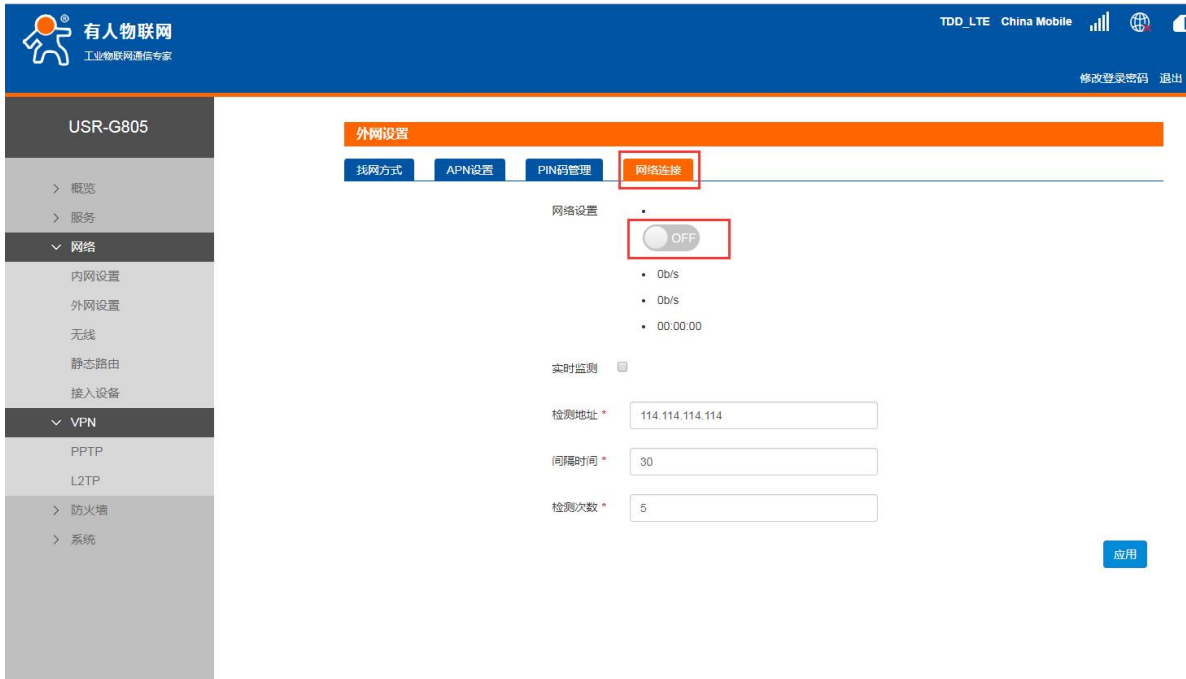 有人物联网
工业物联网通信专家
®
TDD_LTE China Mobile
修改登录密码 退出
USR-G805
概览
服务
网络
内网设置
外网设置
无线
静态路由
接入设备
VPN
PPTP
L2TP
防火墙
系统
外网设置
找网方式 APN设置 PIN码管理 网络连接
网络设置
OFF
0b/s
0b/s
00:00:00
实时监测
检测地址 * 114.114.114.114
间隔时间 * 30
检测次数 * 5
应用